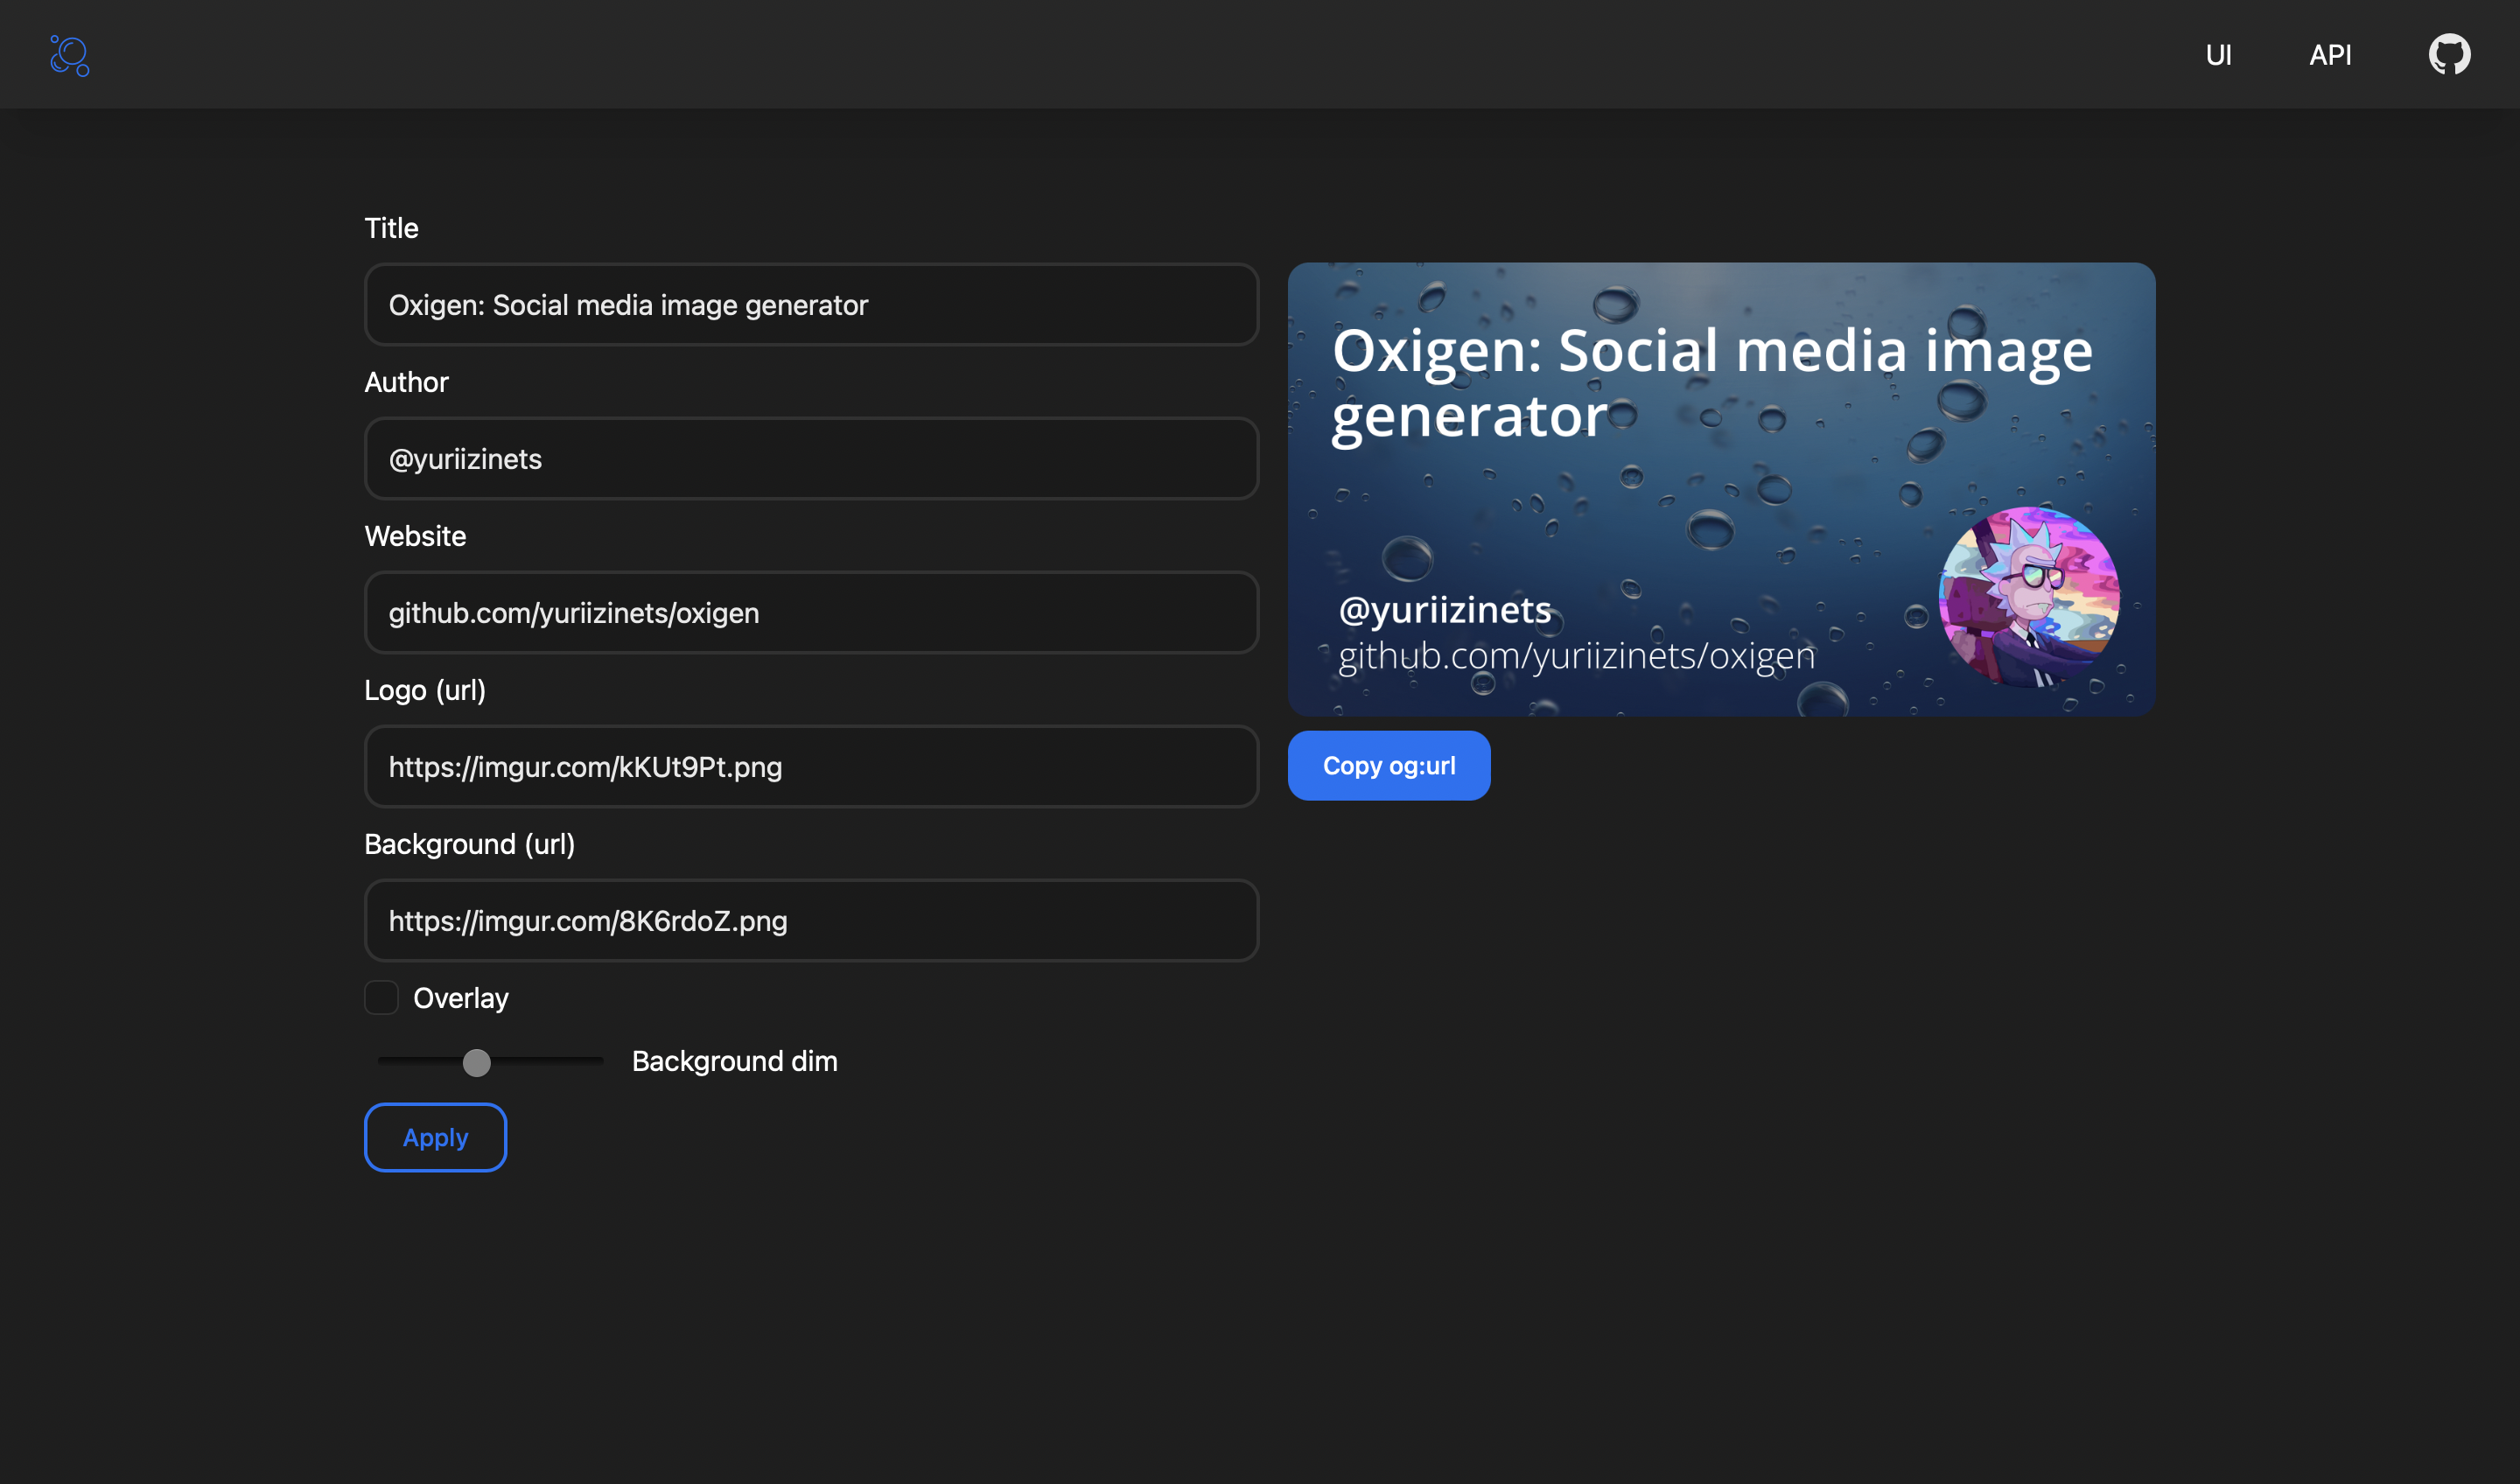 UI
API
Title
Oxigen: Social media image generator
Author
@yuriizinets
Website
github.com/yuriizinets/oxigen
Logo (url)
https://imgur.com/kKUt9Pt.png
Background (url)
https://imgur.com/8K6rdoZ.png
Overlay
Background dim
Apply
Oxigen: Social media image
generator
@yuriizinets
github.com/yuriizinets/oxigen
Copy og:url